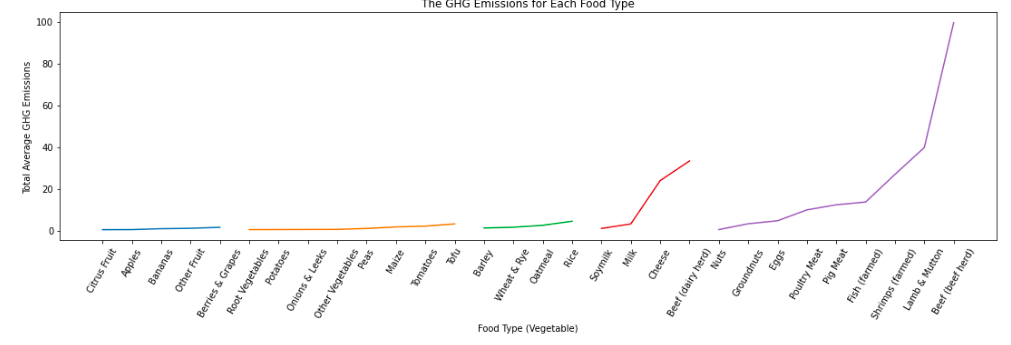 The GHG Emissions for Each Food Type
Total Average GHG Emissions
100
80
60
40
20
0
Citrus Fruit
Apples
Bananas
Other Fruit
Berries & Grapes
Root Vegetables
Potatoes
Onions & Leeks
Other Vegetables
Peas
Maize
Tomatoes
Tofu
Barley
Wheat & Rye
Oatmeal
Rice
Soymilk
Milk
Cheese
Beef (dairy herd)
Nuts
Groundnuts
Eggs
Poultry Meat
Pig Meat
Fish (farmed)
Shrimps (farmed)
Lamb & Mutton
Beef (beef herd)
Food Type (Vegetable)